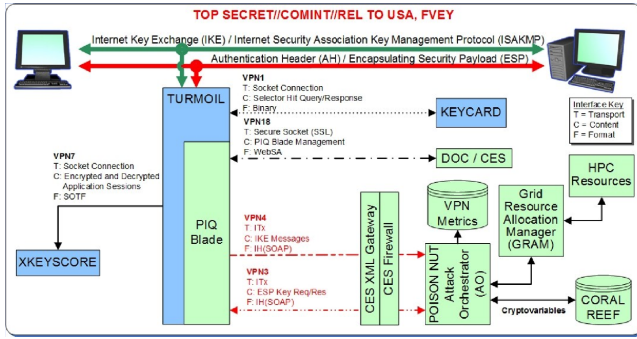 TOP SECRET//COMINT//REL TO USA, FVEY
Internet Key Exchange (IKE) / Internet Security Association Key Management Protocol (ISAKMP)
Authentication Header (AH) / Encapsulating Security Payload (ESP)
TURMOIL
VPN1
T: Socket Connection
C: Selector Hit Query/Response
F: Binary
KEYCARD
Interface Key
T = Transport
C = Content
F = Format
VPN18
T: Secure Socket (SSL)
C: PIQ Blade Management
F: WebSA
DOC / CES
VPN7
T: Socket Connection
C: Encrypted and Decrypted
Application Sessions
F: SOTF
XKEYSCORE
PIQ
Blade
VPN4
T: ITx
C: IKE Messages
F: IH(SOAP)
VPN3
T: ITx
C: ESP Key Req/Res
F: IH(SOAP)
CES XML Gateway
CES Firewall
VPN
Metrics
POISON NUT
Attack
Orchestrator
(AO)
Grid
Resource
Allocation
Manager
(GRAM)
HPC
Resources
Cryptovariables
CORAL
REEF